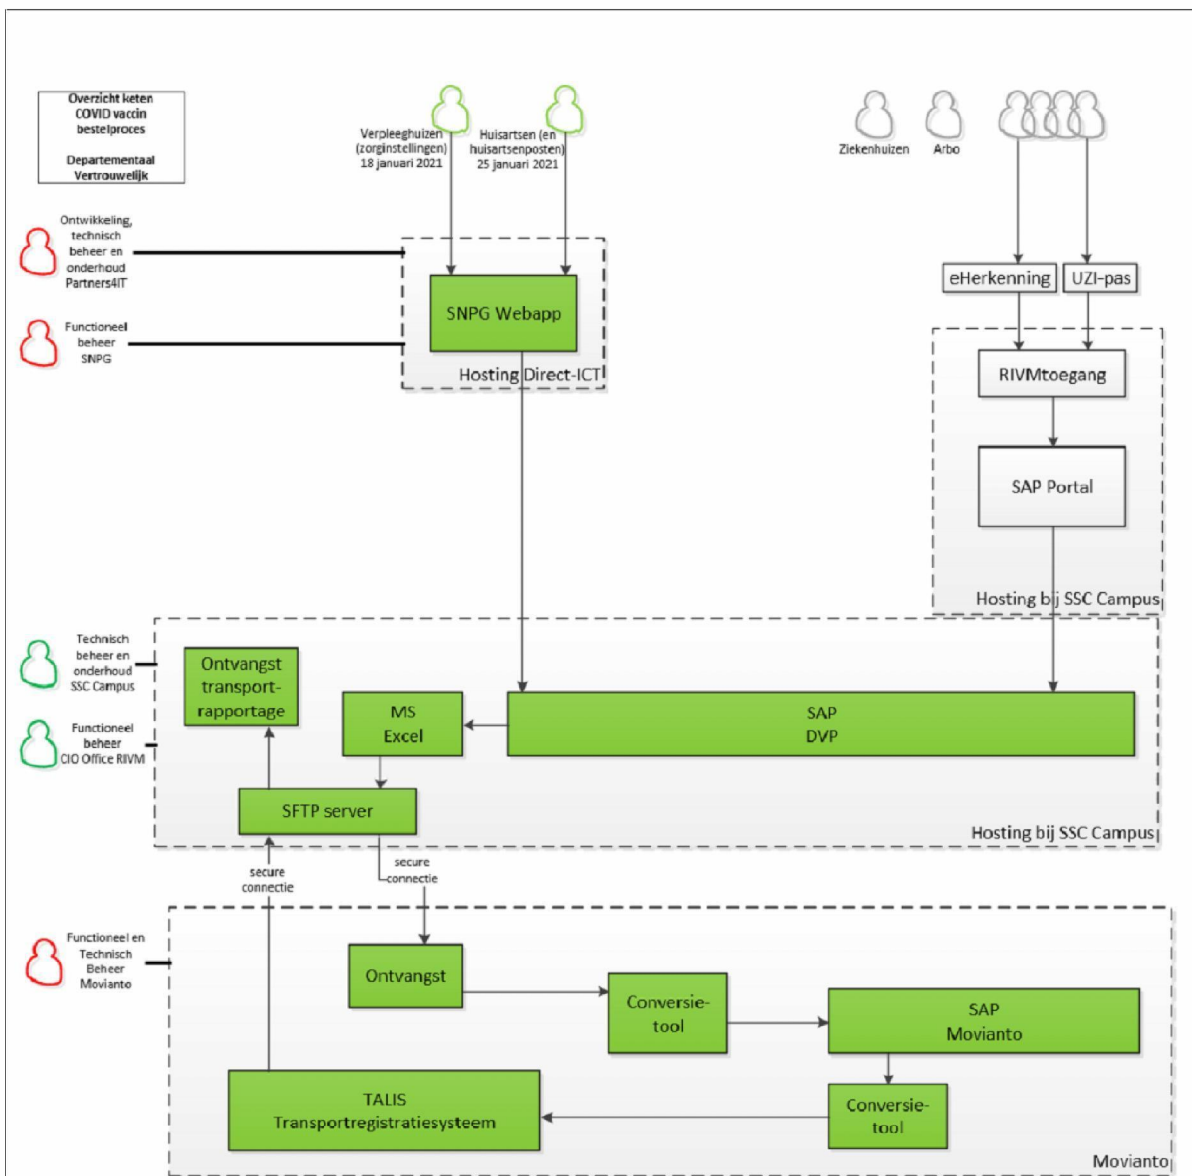 Overzicht keten
COVID vaccin
bestelproces
Departementaal
Vertrouwelijk
Verpleeghuizen
(zorginstellingen)
18 januari 2021
Huisartsen (en
huisartsenposten)
25 januari 2021
Ziekenhuizen
Arbo
Ontwikkeling,
technisch
beheer en
onderhoud
Partners4IT
Functioneel
beheer
SNPG
SNPG Webapp
Hosting Direct-ICT
eHerkenning
UZI-pas
RIVMtoegang
SAP Portal
Hosting bij SSC Campus
Technisch
beheer en
onderhoud
SSC Campus
Functioneel
beheer
CIO Office RIVM
Ontvangst
transport-
rapportage
MS
Excel
SAP
DVP
SFTP server
Hosting bij SSC Campus
secure
connectie
secure
connectie
Functioneel en
Technisch
Beheer
Movianto
Ontvangst
Conversie-
tool
SAP
Movianto
TALIS
Transportregistratiesysteem
Conversie-
tool
Movianto